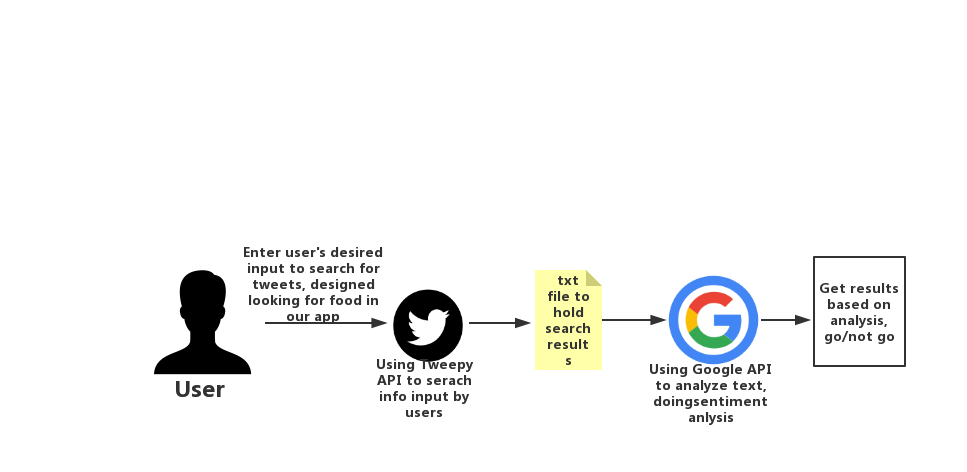 Enter user's desired
input to search for
tweets, designed
looking for food in
our app
User
Using Tweepy
API to serach
info input by
users
txt
file to
hold
search
result
s
Using Google API
to analyze text,
doingsentiment
anlysis
Get results
based on
analysis,
go/not go